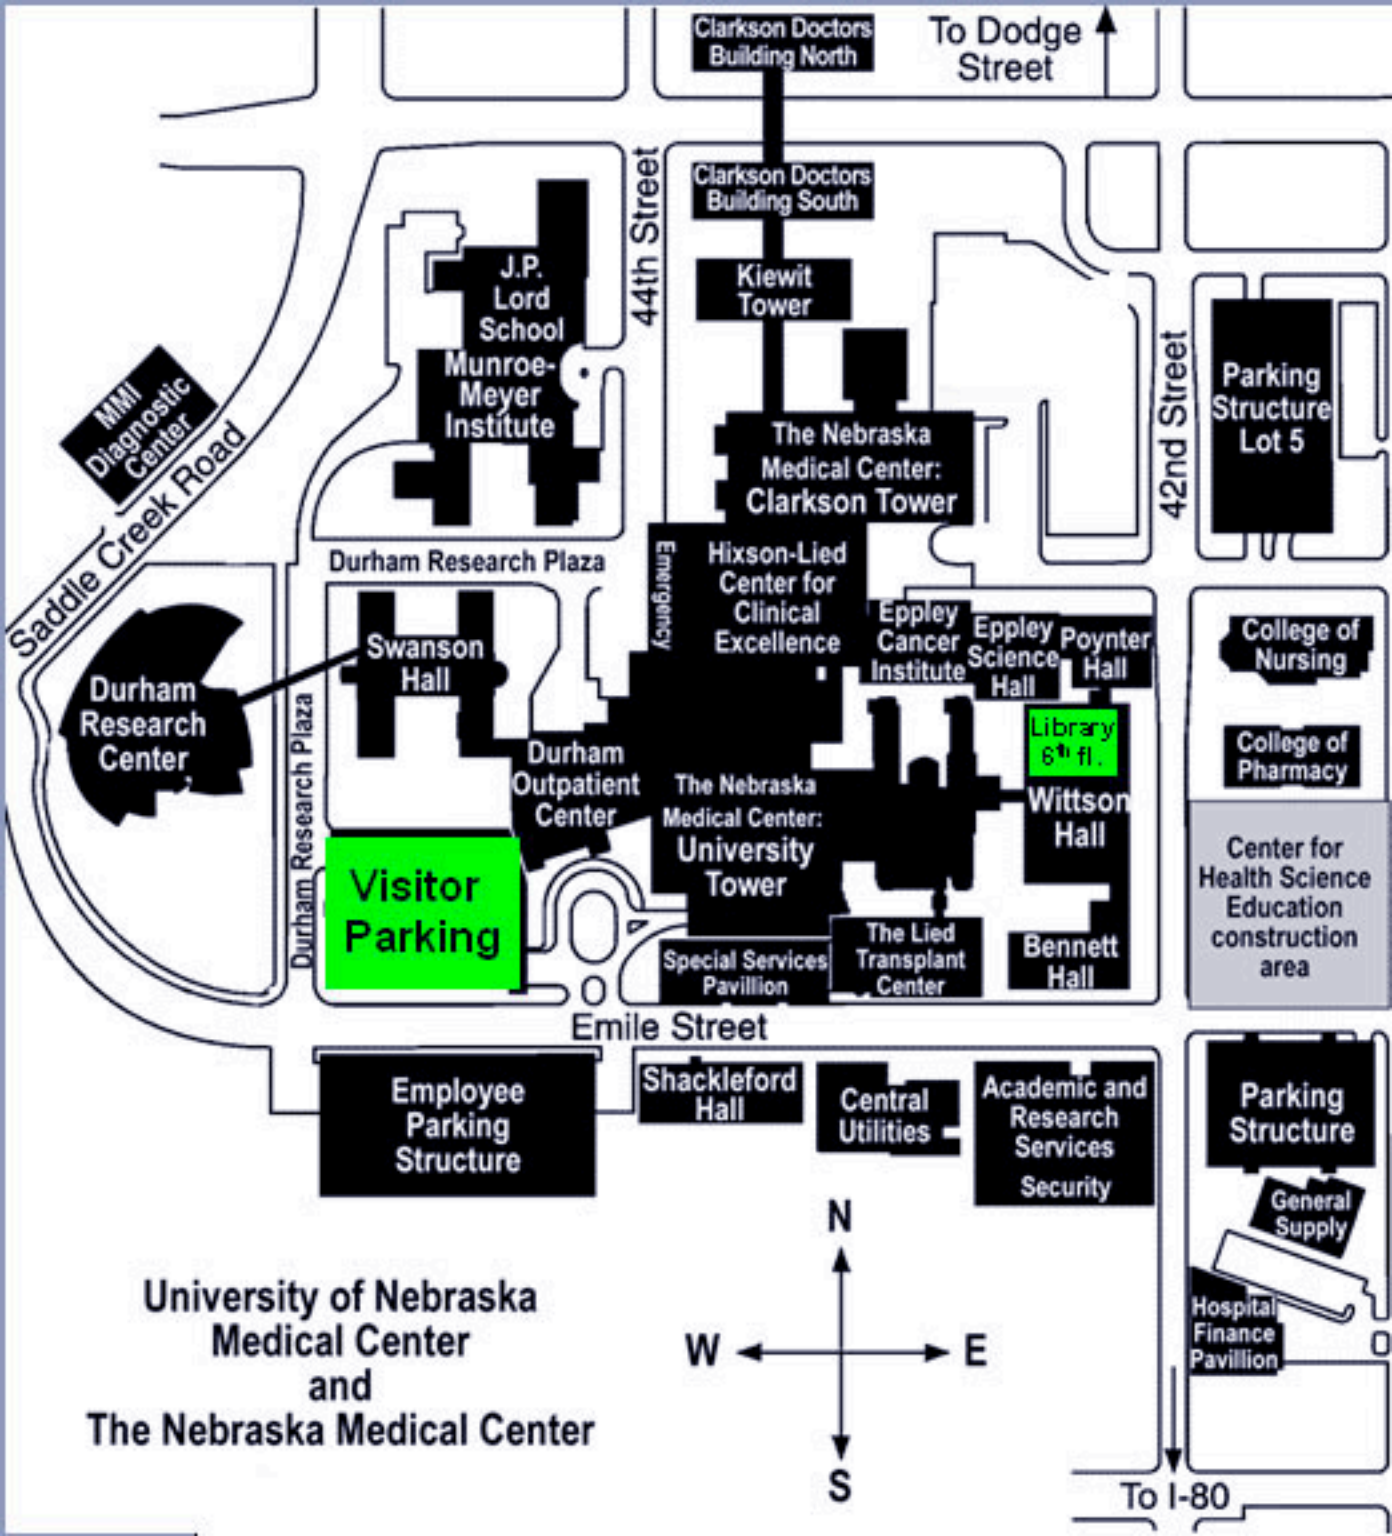 Clarkson Doctors
Building North
To Dodge
Street
Clarkson Doctors
Building South
44th Street
Kiewit
Tower
J.P.
Lord
School
Munroe-
Meyer
Institute
MMI
Diagnostic
Center
Saddle Creek Road
42nd Street
Parking
Structure
Lot 5
The Nebraska
Medical Center:
Clarkson Tower
Durham Research Plaza
Emergency
Hixson-Lied
Center for
Clinical
Excellence
Eppley
Cancer
Institute
Eppley
Science
Hall
Poynter
Hall
College of
Nursing
Swanson
Hall
Durham
Research
Center
Durham Research Plaza
Durham
Outpatient
Center
The Nebraska
Medical Center:
University
Tower
Library
6th fl.
Wittson
Hall
College of
Pharmacy
Center for
Health Science
Education
construction
area
Visitor
Parking
Special Services
Pavillion
The Lied
Transplant
Center
Bennett
Hall
Emile Street
Employee
Parking
Structure
Shackleford
Hall
Central
Utilities
Academic and
Research
Services
Security
Parking
Structure
General
Supply
Hospital
Finance
Pavillion
N
W
E
S
University of Nebraska
Medical Center
and
The Nebraska Medical Center
To I-80